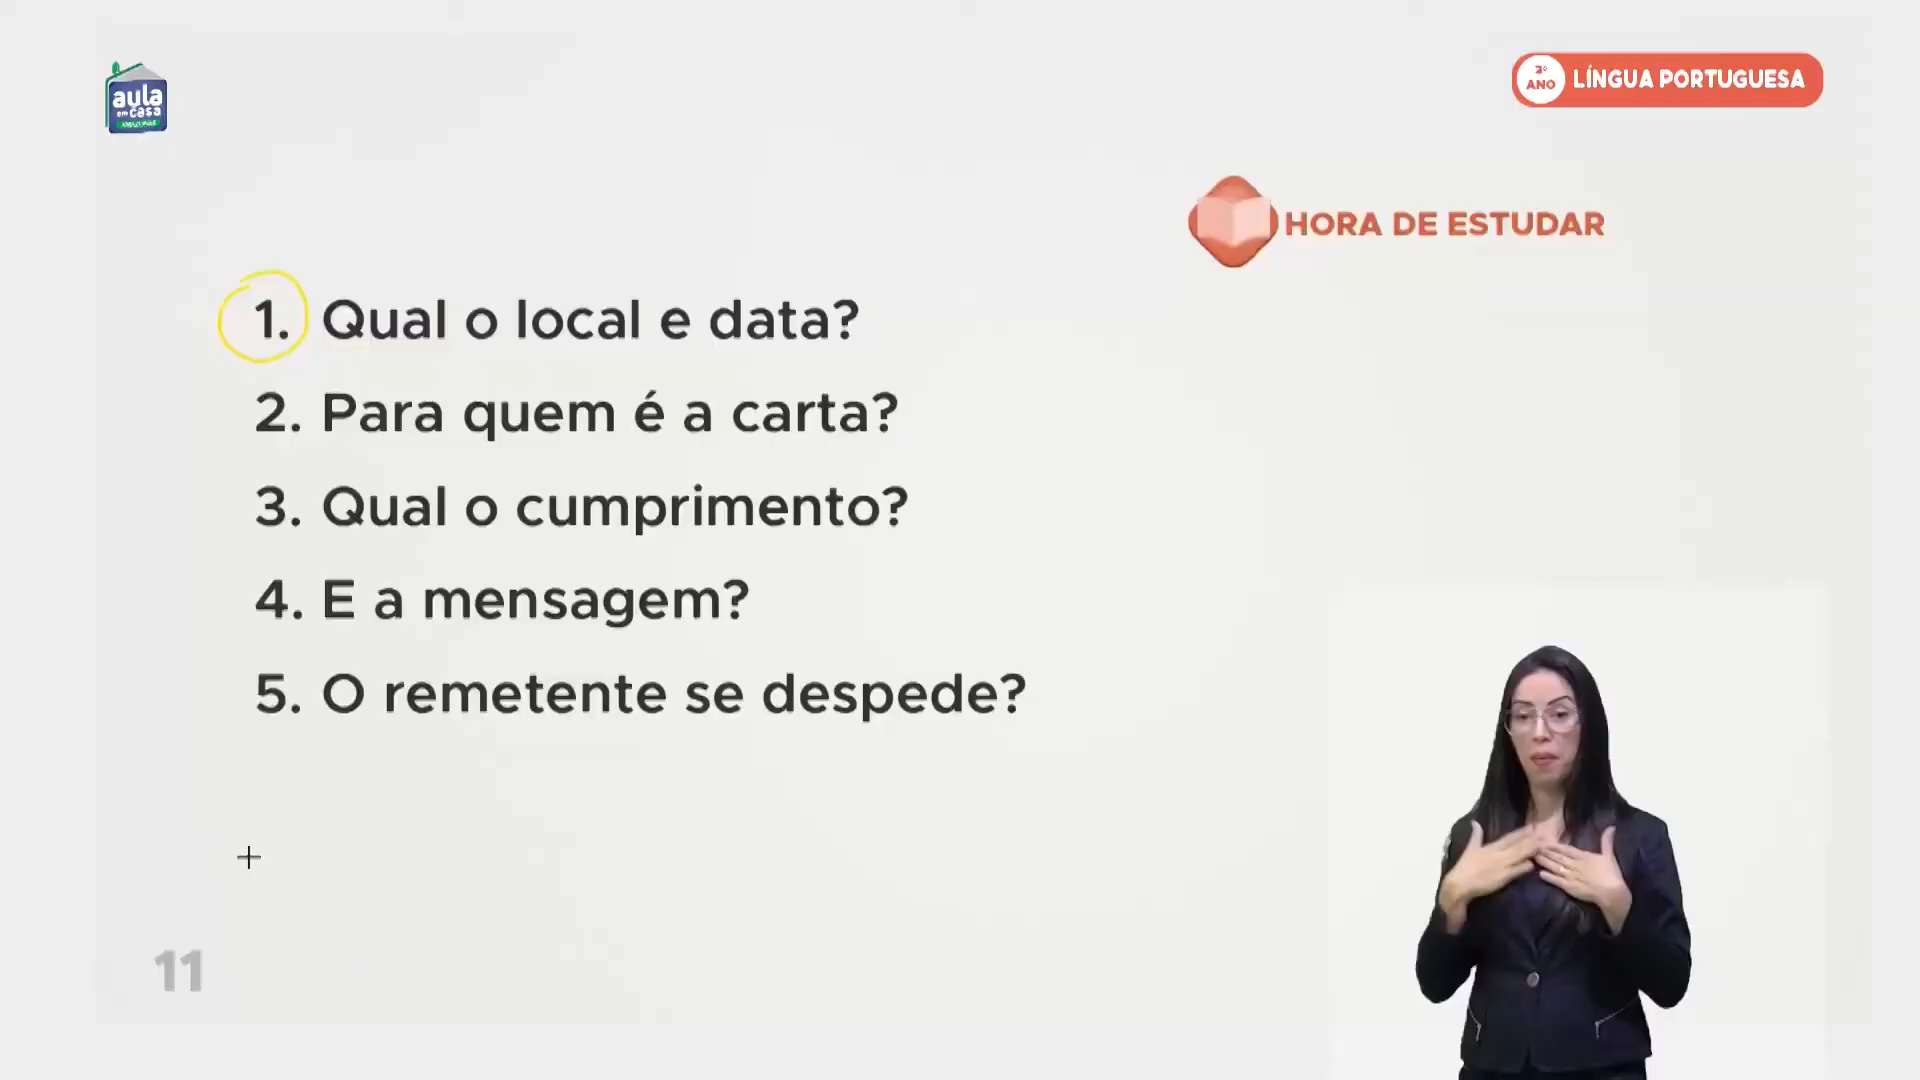 aula
em casa
2º
ANO
LÍNGUA PORTUGUESA
HORA DE ESTUDAR
1. Qual o local e data?
2. Para quem é a carta?
3. Qual o cumprimento?
4. E a mensagem?
5. O remetente se despede?
11